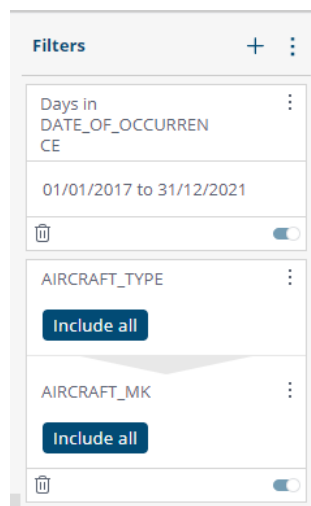 Filters
Days in
DATE_OF_OCCURREN
CE
01/01/2017 to 31/12/2021
AIRCRAFT_TYPE
Include all
AIRCRAFT_MK
Include all